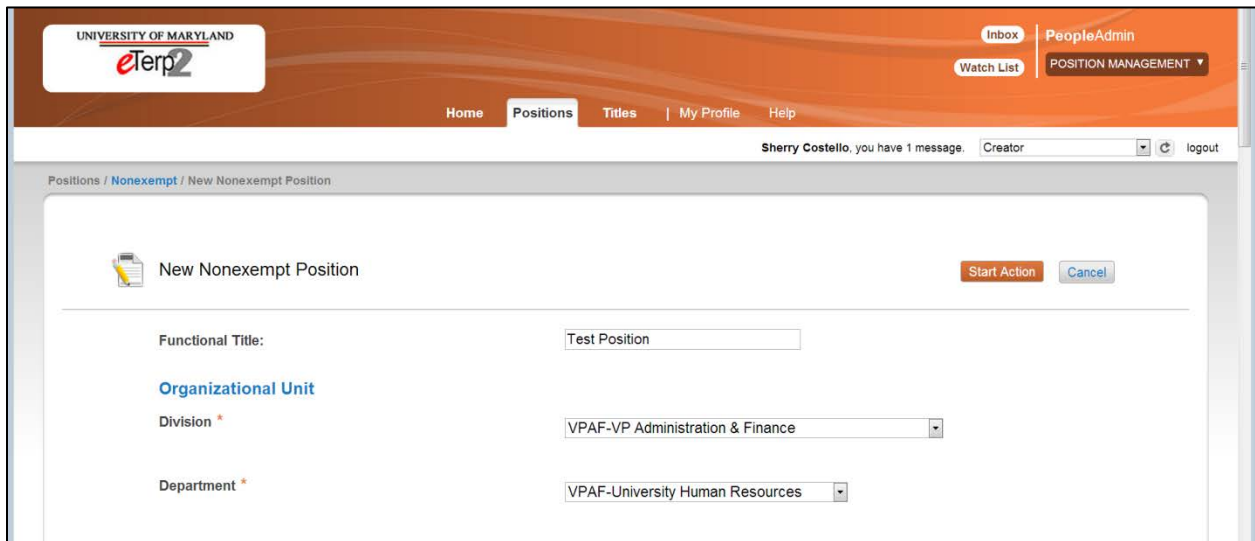 UNIVERSITY OF MARYLAND
eTerp2
Inbox
PeopleAdmin
Watch List
POSITION MANAGEMENT
Home Positions Titles | My Profile Help
Sherry Costello, you have 1 message. Creator logout
Positions / Nonexempt / New Nonexempt Position
New Nonexempt Position Start Action Cancel
Functional Title: Test Position
Organizational Unit
Division * VPAF-VP Administration & Finance
Department * VPAF-University Human Resources